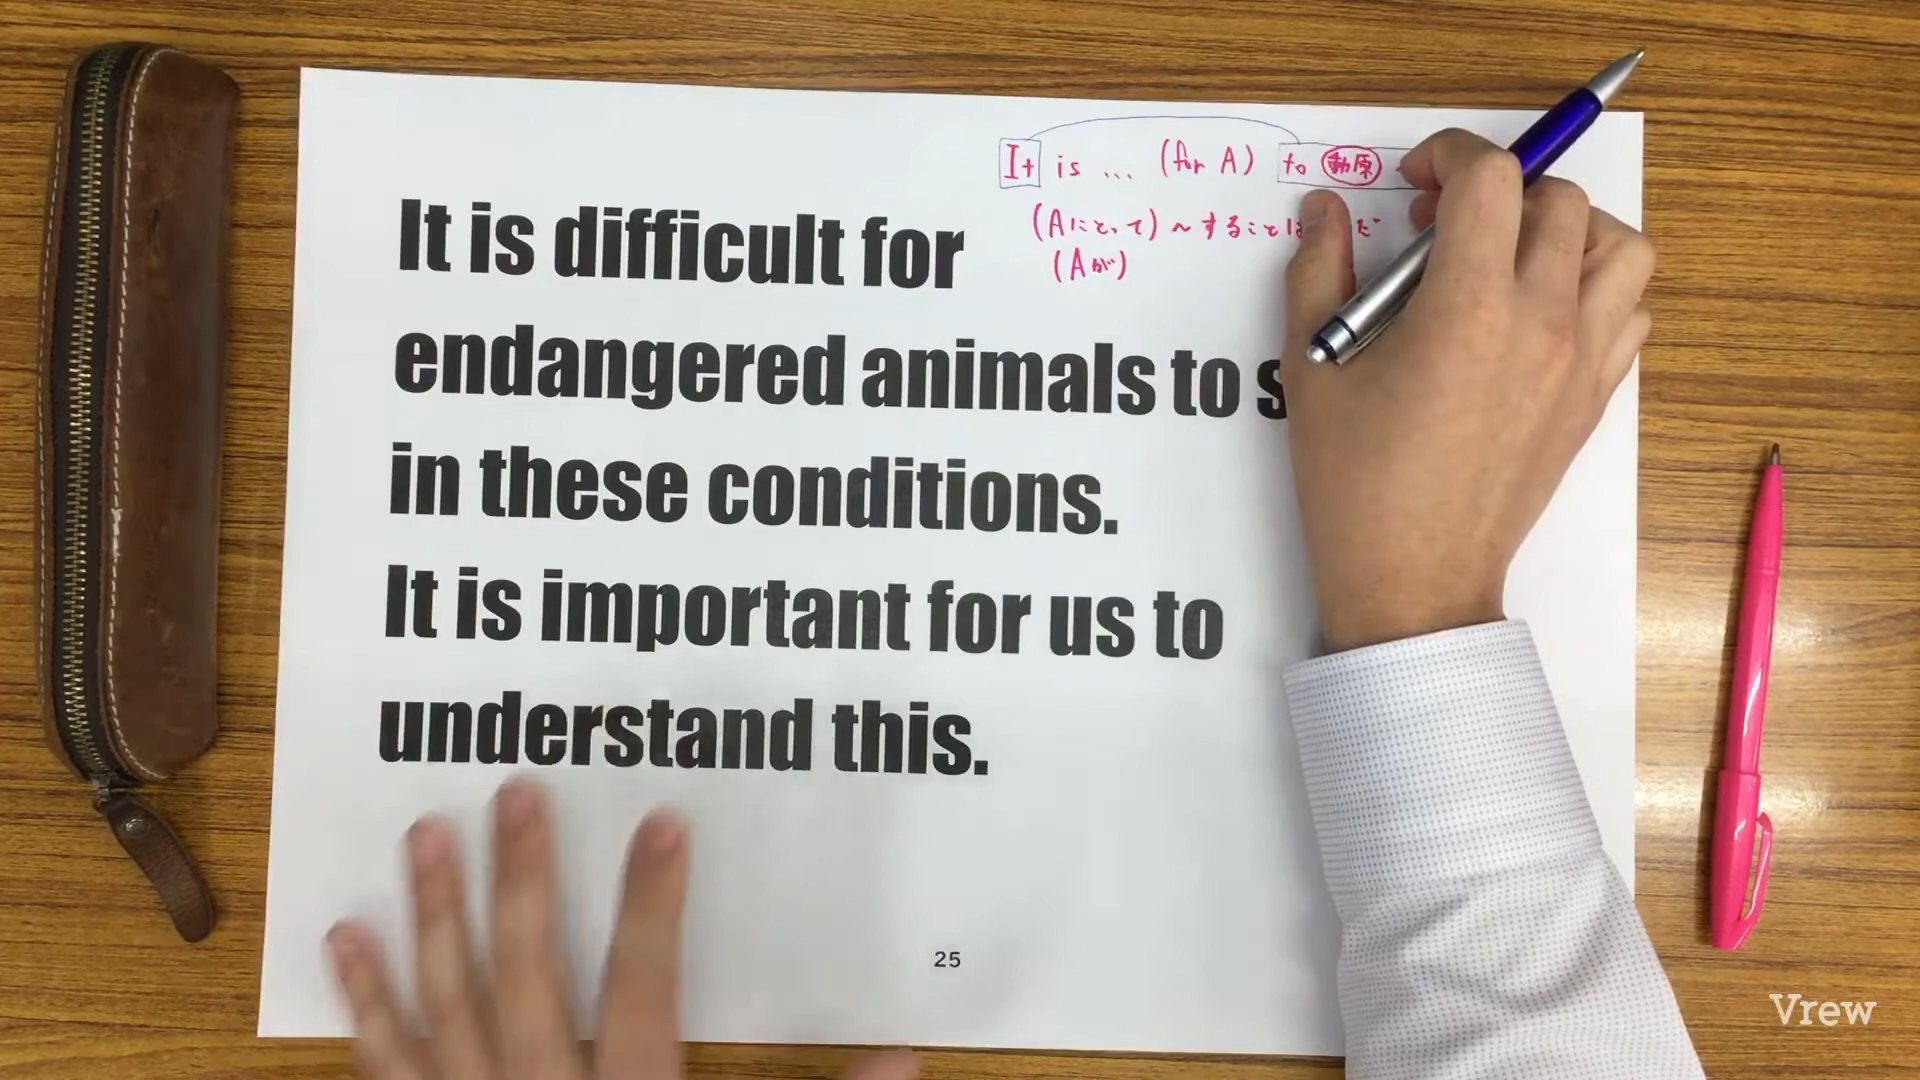 It is ... (for A) to 動原
(Aにとって)〜することは だ
(Aが)
It is difficult for
endangered animals to
in these conditions.
It is important for us to
understand this.
25
Vrew